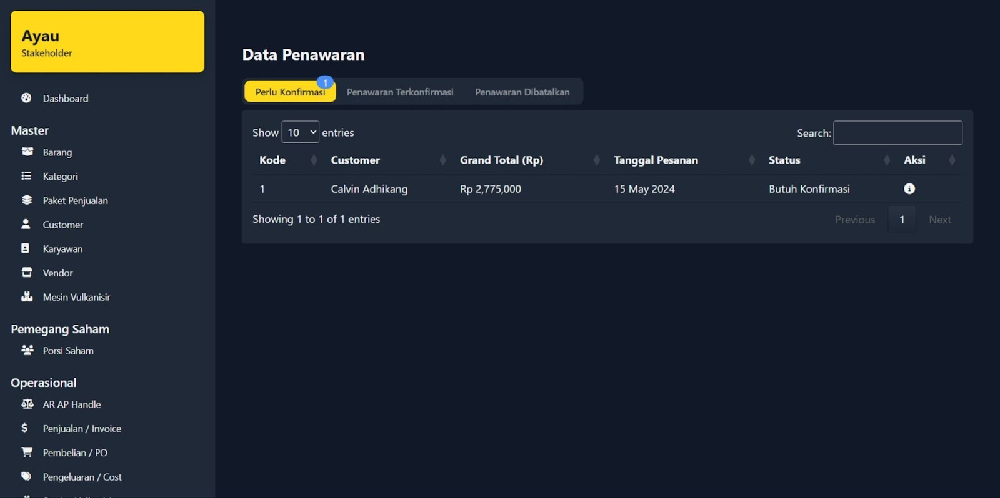 Ayau
Stakeholder
Dashboard
Master
Barang
Kategori
Paket Penjualan
Customer
Karyawan
Vendor
Mesin Vulkanisir
Pemegang Saham
Porsi Saham
Operasional
AR AP Handle
Penjualan / Invoice
Pembelian / PO
Pengeluaran / Cost
Data Penawaran
Perlu Konfirmasi 1 Penawaran Terkonfirmasi Penawaran Dibatalkan
Show 10 entries Search:
Kode Customer Grand Total (Rp) Tanggal Pesanan Status Aksi
1 Calvin Adhikang Rp 2,775,000 15 May 2024 Butuh Konfirmasi
Showing 1 to 1 of 1 entries Previous 1 Next